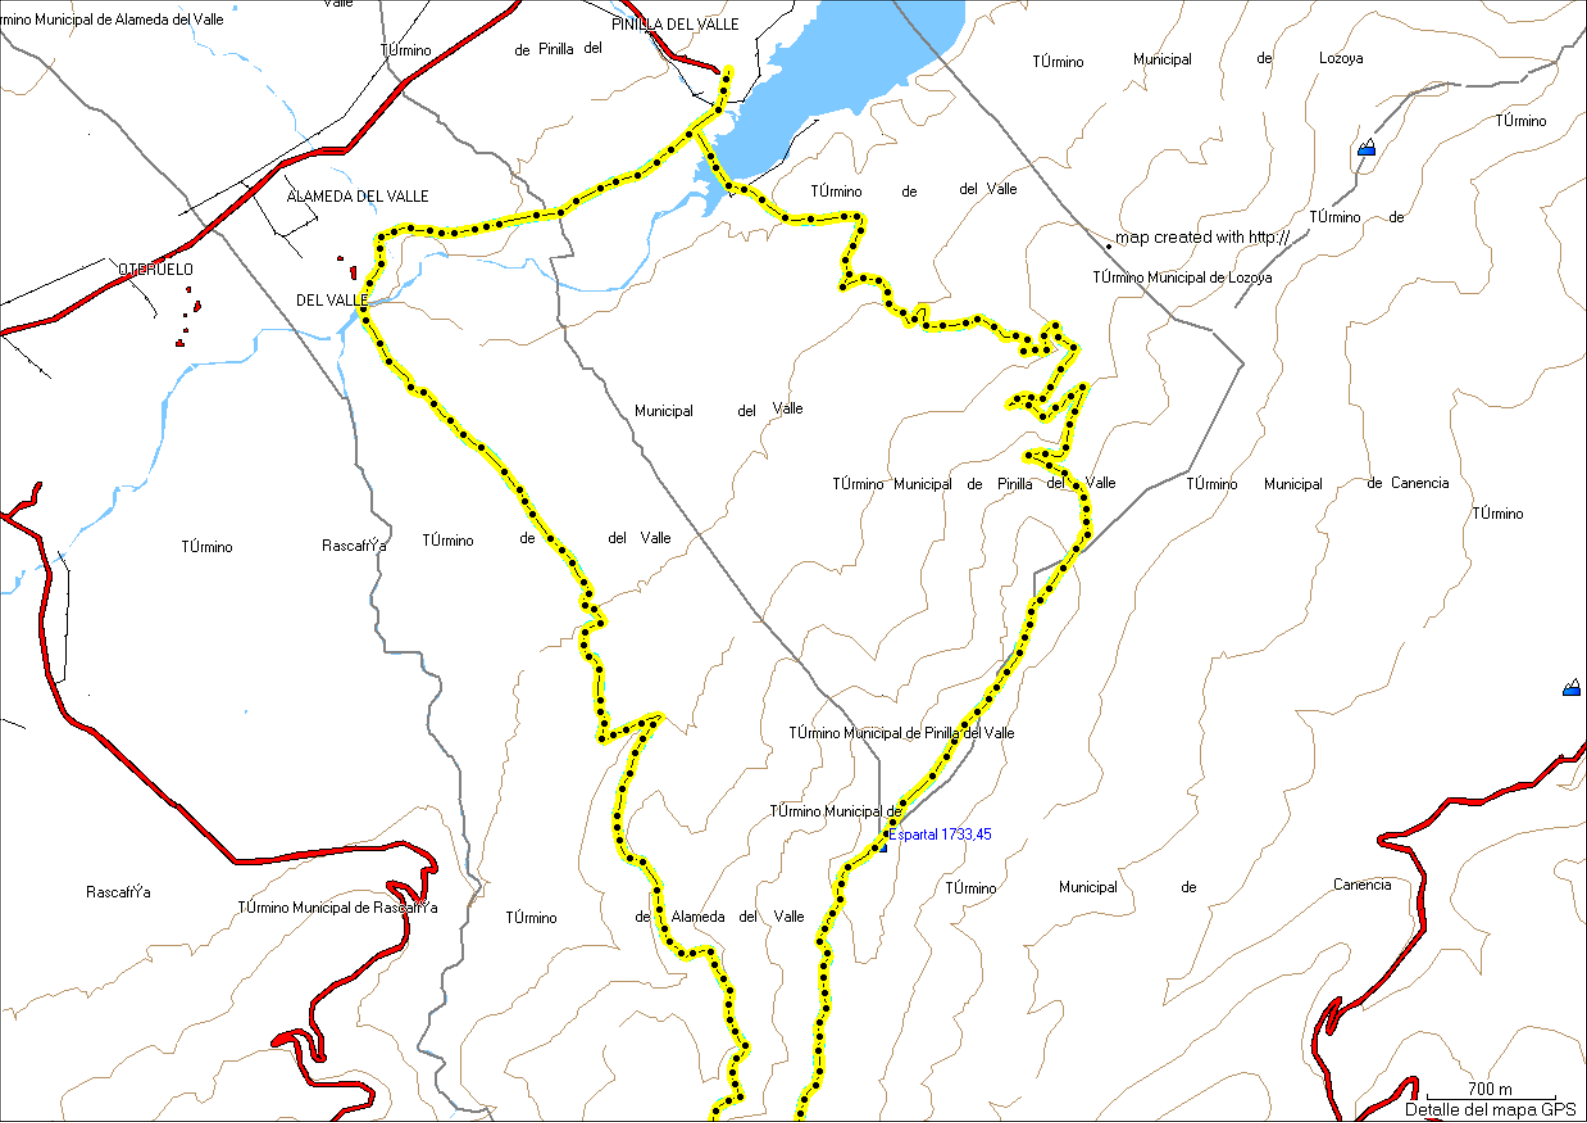 Valle
rmino Municipal de Alameda del Valle
PINILLA DEL VALLE
TÚrmino de Pinilla del
TÚrmino Municipal de Lozoya
TÚrmino
ALAMEDA DEL VALLE
TÚrmino de del Valle
TÚrmino de
map created with http://
OTERUELO
TÚrmino Municipal de Lozoya
DEL VALLE
Municipal del Valle
TÚrmino Municipal de Pinilla del Valle
TÚrmino Municipal de Canencia
TÚrmino
TÚrmino RascafrÝa
TÚrmino de del Valle
TÚrmino Municipal de Pinilla del Valle
TÚrmino Municipal de
Espartal 1733,45
RascafrÝa
TÚrmino Municipal de RascafrÝa
TÚrmino Municipal de Canencia
TÚrmino de Alameda del Valle
700 m
Detalle del mapa GPS